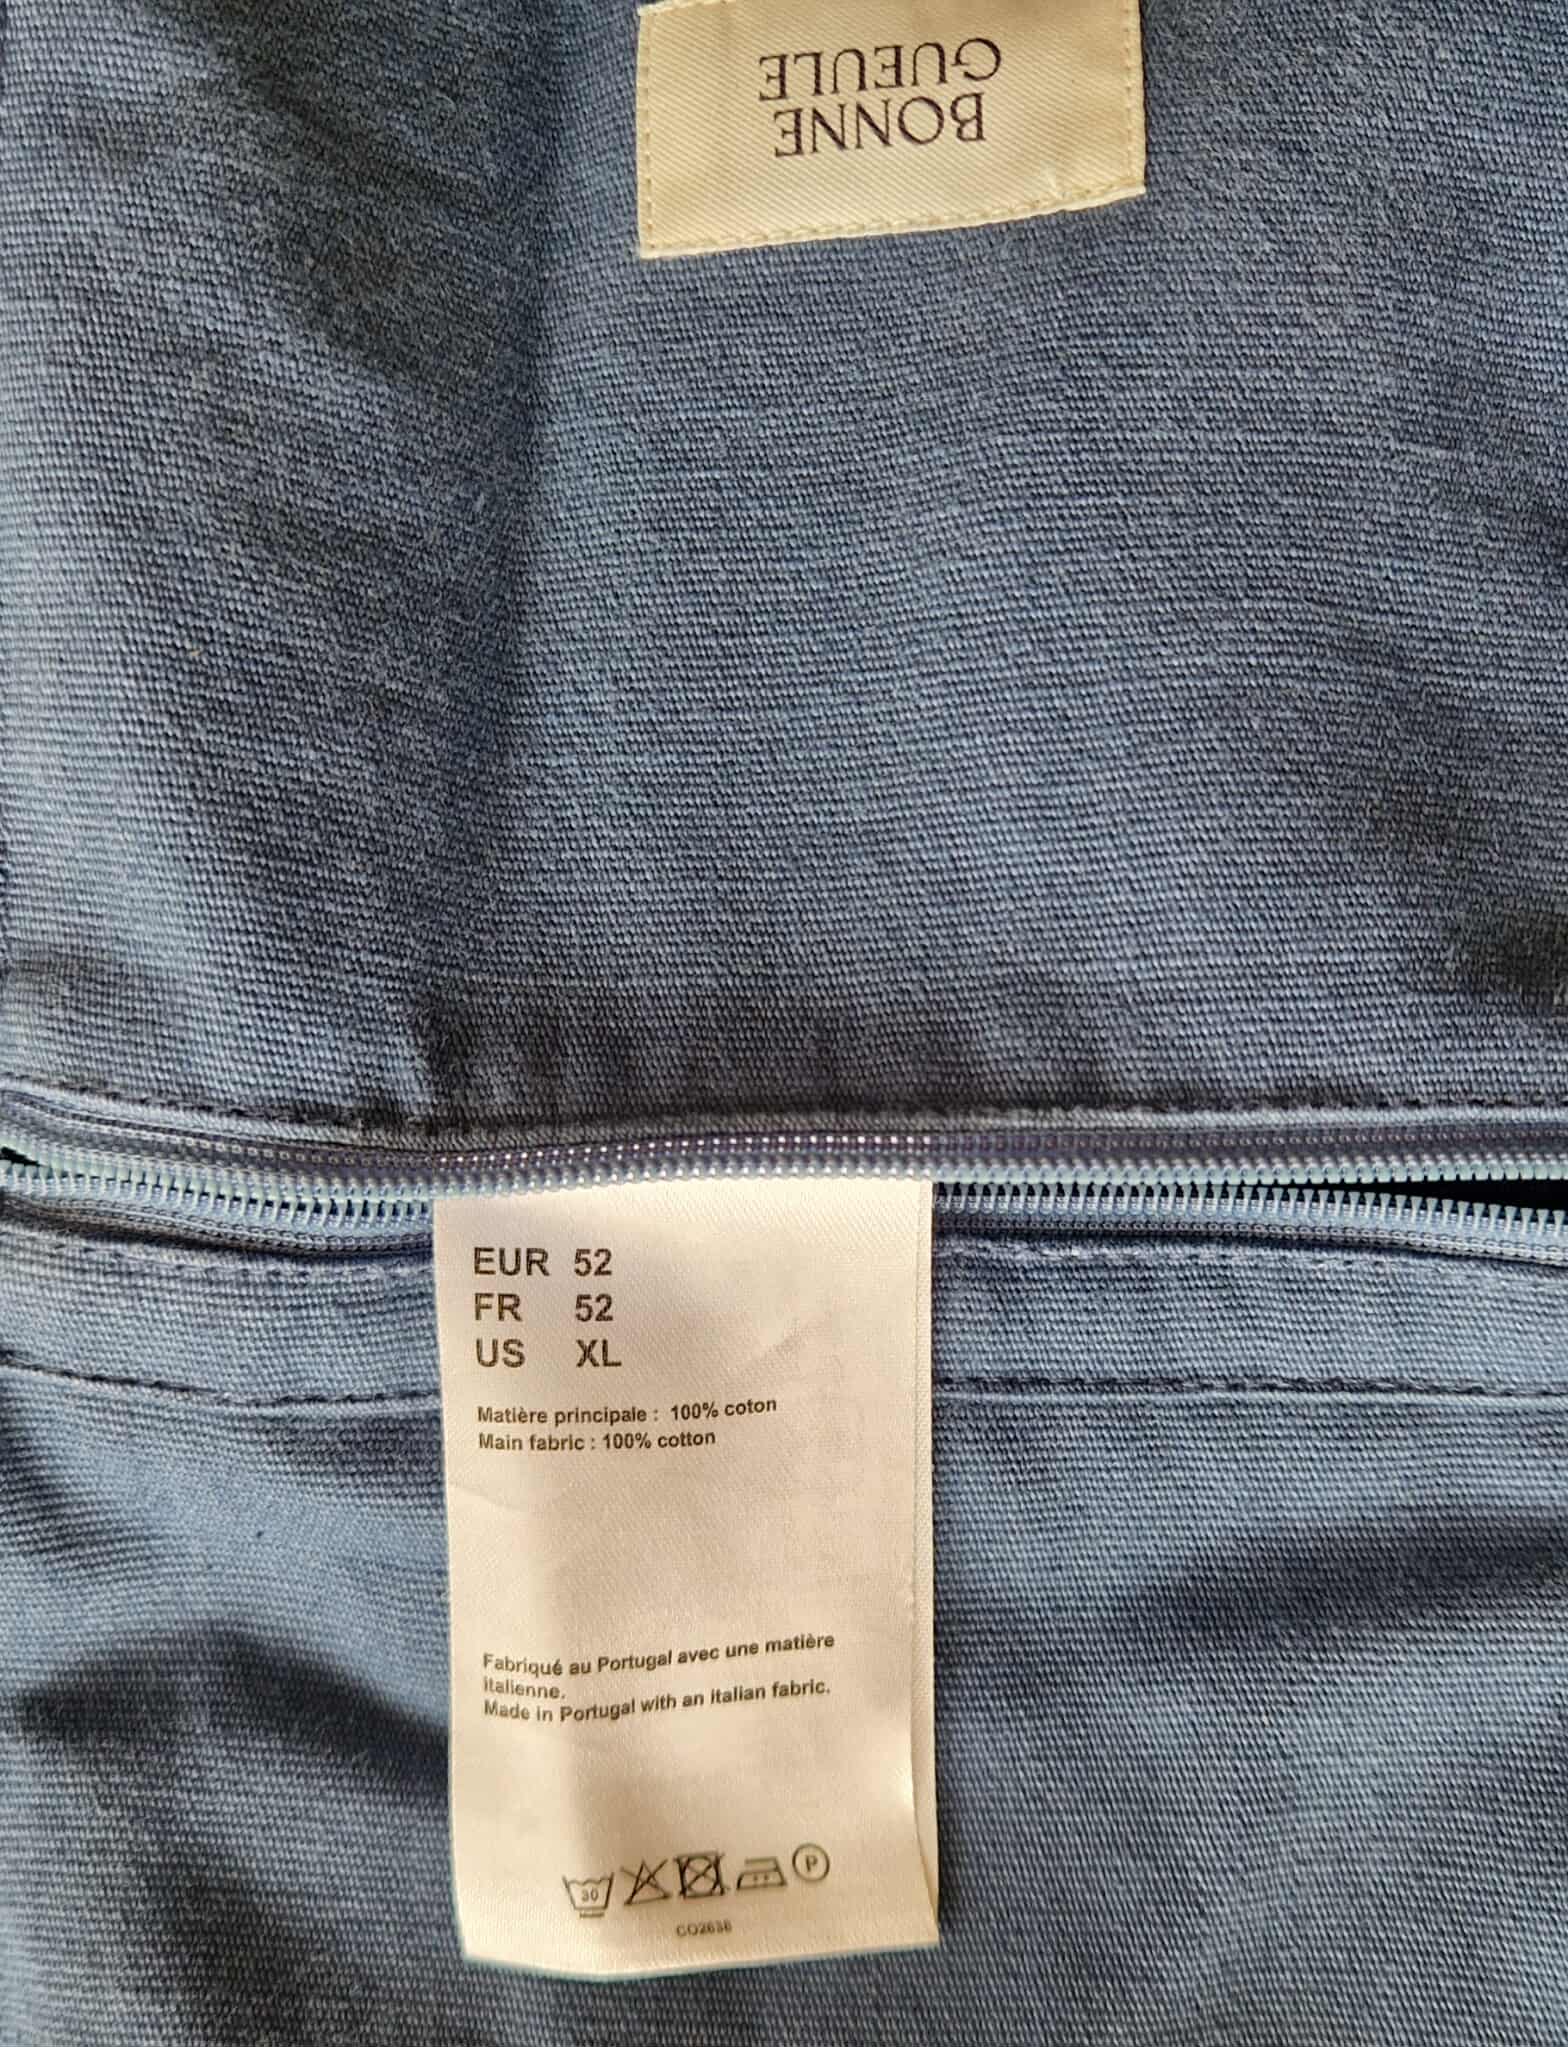 BONNE
GUEULE
EUR 52
FR 52
US XL
Matière principale : 100% coton
Main fabric : 100% cotton
Fabriqué au Portugal avec une matière
italienne.
Made in Portugal with an italian fabric.
30
P
CO2636